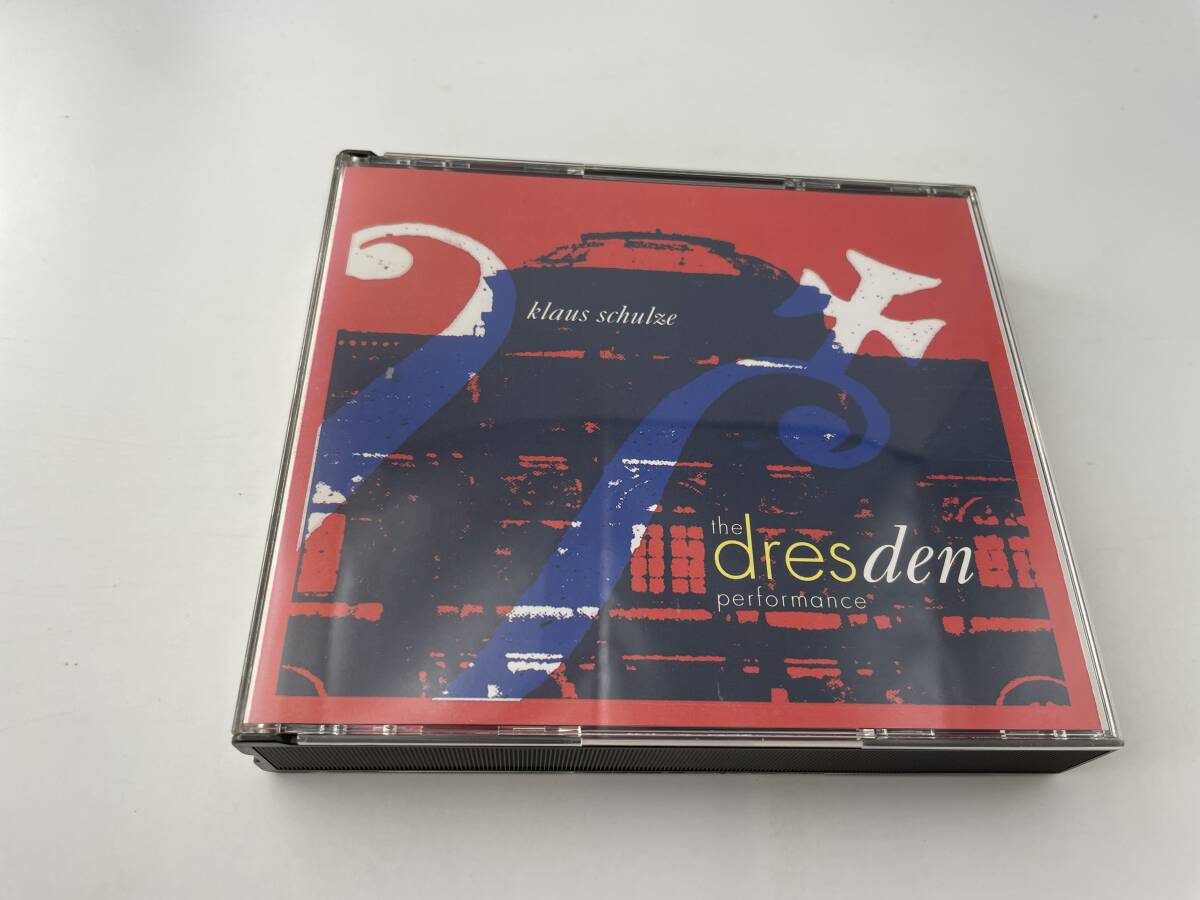 klaus schulze
the
dresden
performance